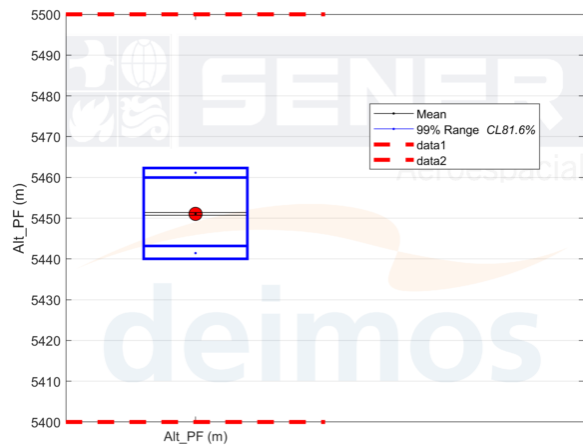 5500
5490
5480
5470
5460
5450
5440
5430
5420
5410
5400
Alt_PF (m)
Alt_PF (m)
Mean
99% Range CL81.6%
data1
data2
SENER
Aeroespacial
deimos